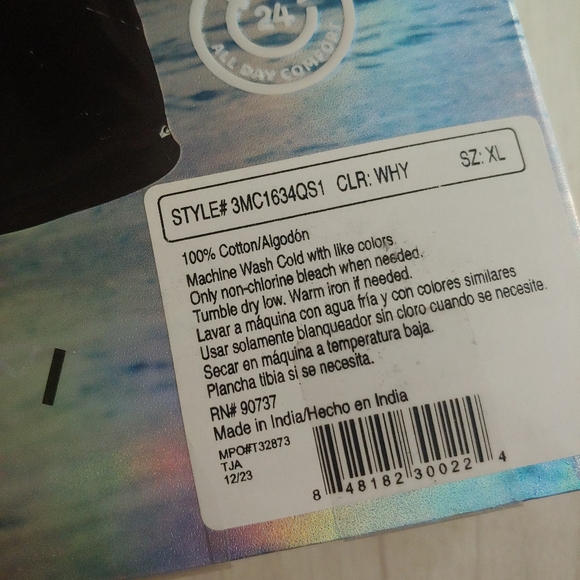 24
ALL DAY COMFORT
STYLE# 3MC1634QS1 CLR: WHY SZ: XL
100% Cotton/Algodón
Machine Wash Cold with like colors.
Only non-chlorine bleach when needed.
Tumble dry low. Warm iron if needed.
Lavar a máquina con agua fría y con colores similares
Usar solamente blanqueador sin cloro cuando se necesite.
Secar en máquina a temperatura baja.
Plancha tibia si se necesita.
RN# 90737
Made in India/Hecho en India
MPO#T32873
TJA
12/23
8 48182 30022 4